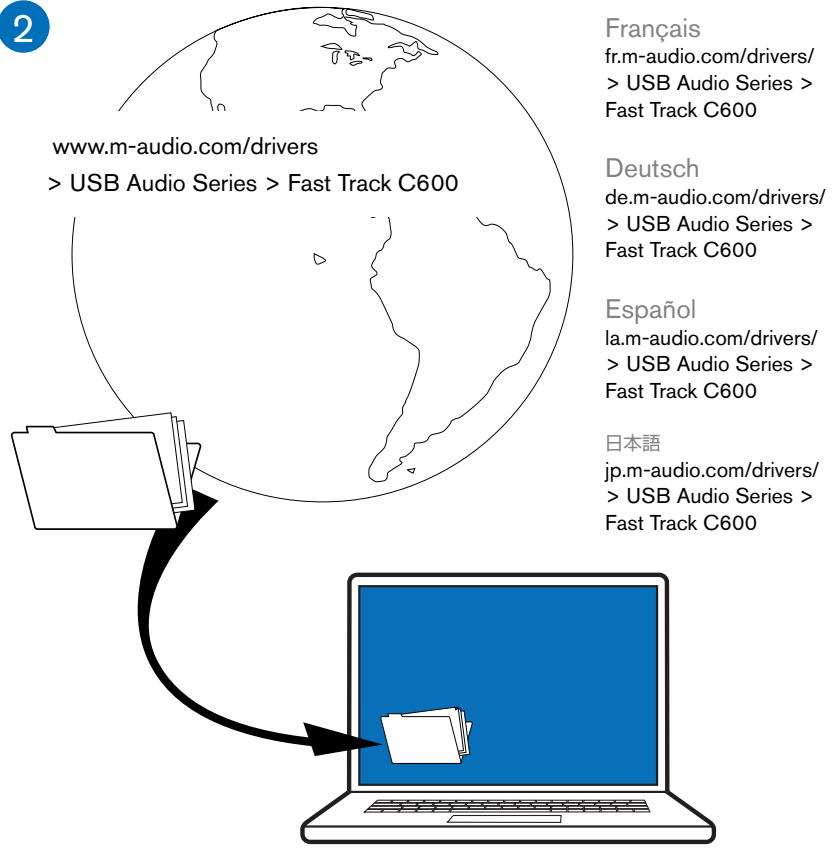 2
www.m-audio.com/drivers
> USB Audio Series > Fast Track C600
Français
fr.m-audio.com/drivers/
> USB Audio Series >
Fast Track C600
Deutsch
de.m-audio.com/drivers/
> USB Audio Series >
Fast Track C600
Español
la.m-audio.com/drivers/
> USB Audio Series >
Fast Track C600
日本語
jp.m-audio.com/drivers/
> USB Audio Series >
Fast Track C600